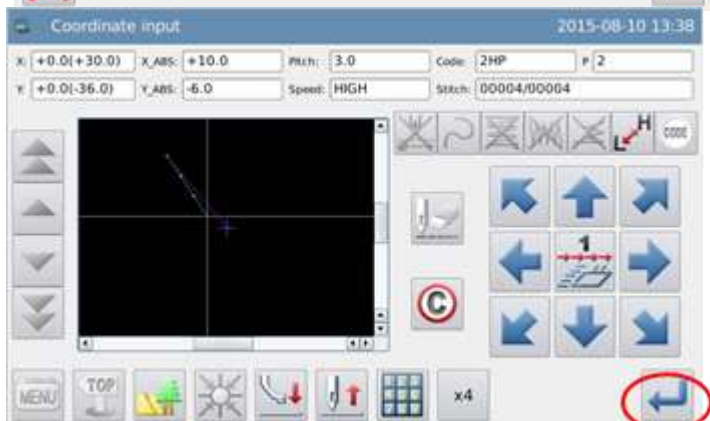 Coordinate input 2015-08-10 13:38
X: +0.0(+30.0) X_ABS: +10.0 Pitch: 3.0 Code: 2HP P 2
Y: +0.0(-36.0) Y_ABS: -6.0 Speed: HIGH Stitch: 00004/00004
L H CODE
1
C
MENU TOP x4